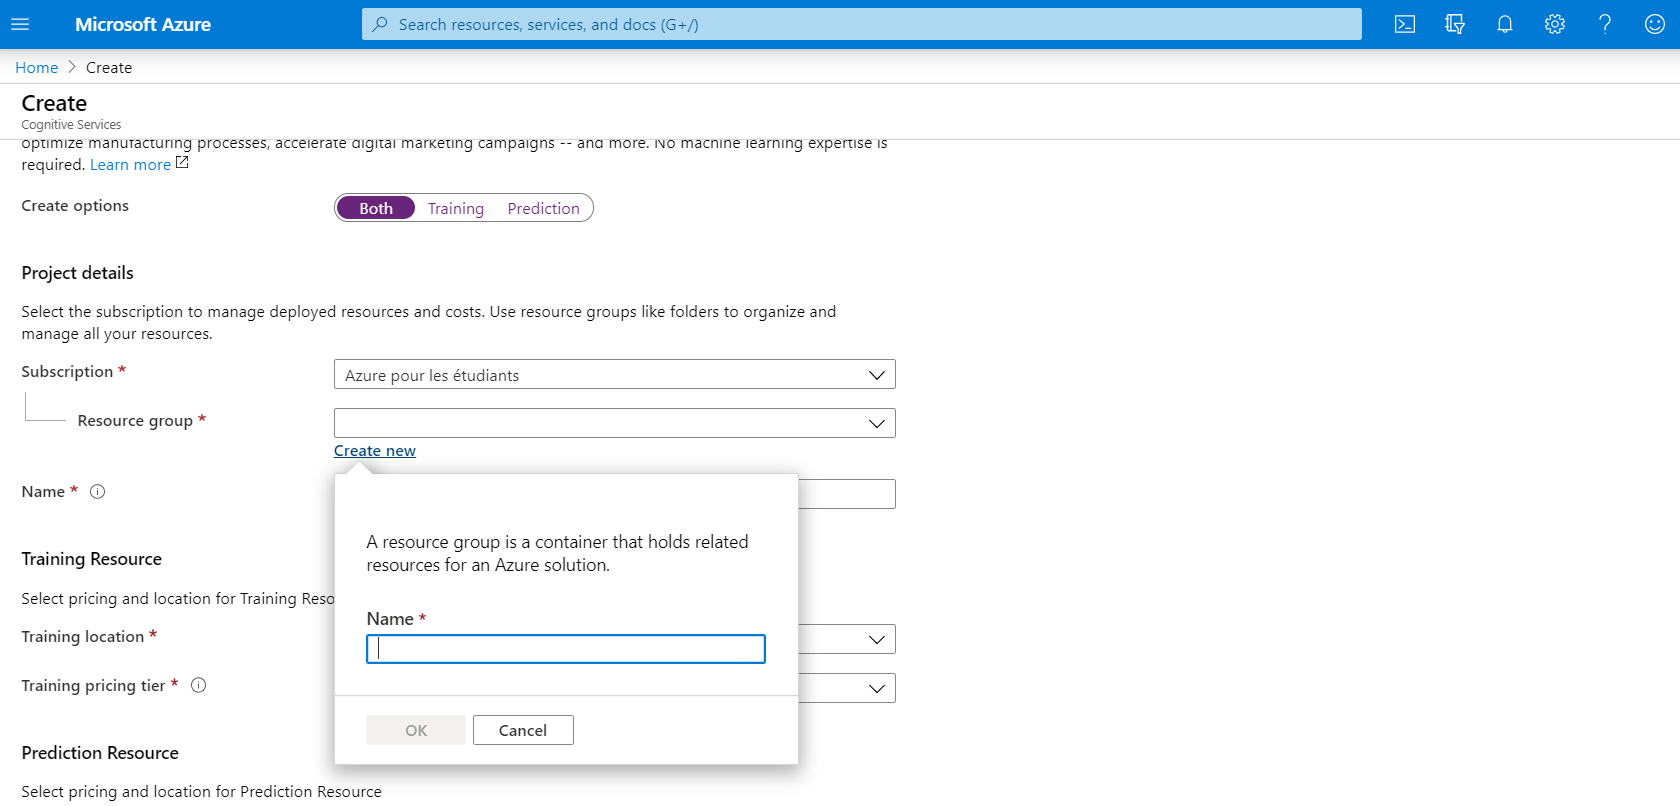 Microsoft Azure
Search resources, services, and docs (G+/)
Home > Create
Create
Cognitive Services
optimize manufacturing processes, accelerate digital marketing campaigns -- and more. No machine learning expertise is
required. Learn more
Create options
Both Training Prediction
Project details
Select the subscription to manage deployed resources and costs. Use resource groups like folders to organize and
manage all your resources.
Subscription *
Azure pour les étudiants
Resource group *
Create new
Name *
A resource group is a container that holds related
resources for an Azure solution.
Name *
OK
Cancel
Training Resource
Select pricing and location for Training Reso
Training location *
Training pricing tier *
Prediction Resource
Select pricing and location for Prediction Resource